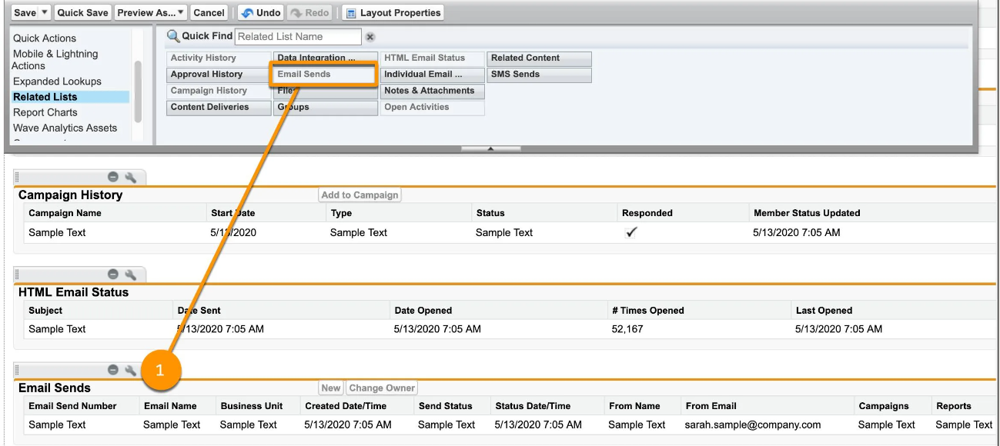 Save Quick Save Preview As... Cancel Undo Redo Layout Properties
Quick Actions
Mobile & Lightning
Actions
Expanded Lookups
Related Lists
Report Charts
Wave Analytics Assets
Quick Find Related List Name
Activity History Data Integration ... HTML Email Status Related Content
Approval History Email Sends Individual Email ... SMS Sends
Campaign History Files Notes & Attachments
Content Deliveries Groups Open Activities
Campaign History Add to Campaign
Campaign Name Start Date Type Status Responded Member Status Updated
Sample Text 5/13/2020 Sample Text Sample Text 5/13/2020 7:05 AM
HTML Email Status
Subject Date Sent Date Opened # Times Opened Last Opened
Sample Text 5/13/2020 7:05 AM 5/13/2020 7:05 AM 52,167 5/13/2020 7:05 AM
1
Email Sends New Change Owner
Email Send Number Email Name Business Unit Created Date/Time Send Status Status Date/Time From Name From Email Campaigns Reports
Sample Text Sample Text Sample Text 5/13/2020 7:05 AM Sample Text 5/13/2020 7:05 AM Sample Text sarah.sample@company.com Sample Text Sample Text